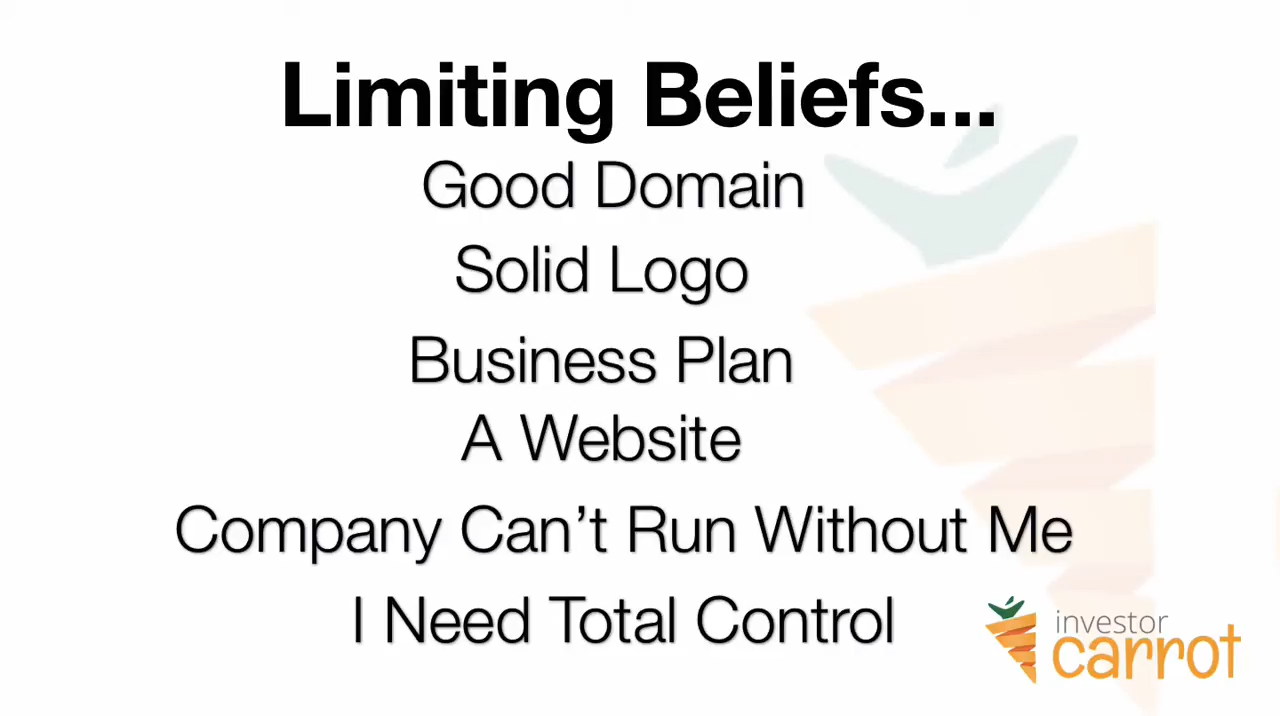 Limiting Beliefs...
Good Domain
Solid Logo
Business Plan
A Website
Company Can’t Run Without Me
I Need Total Control
investor
carrot